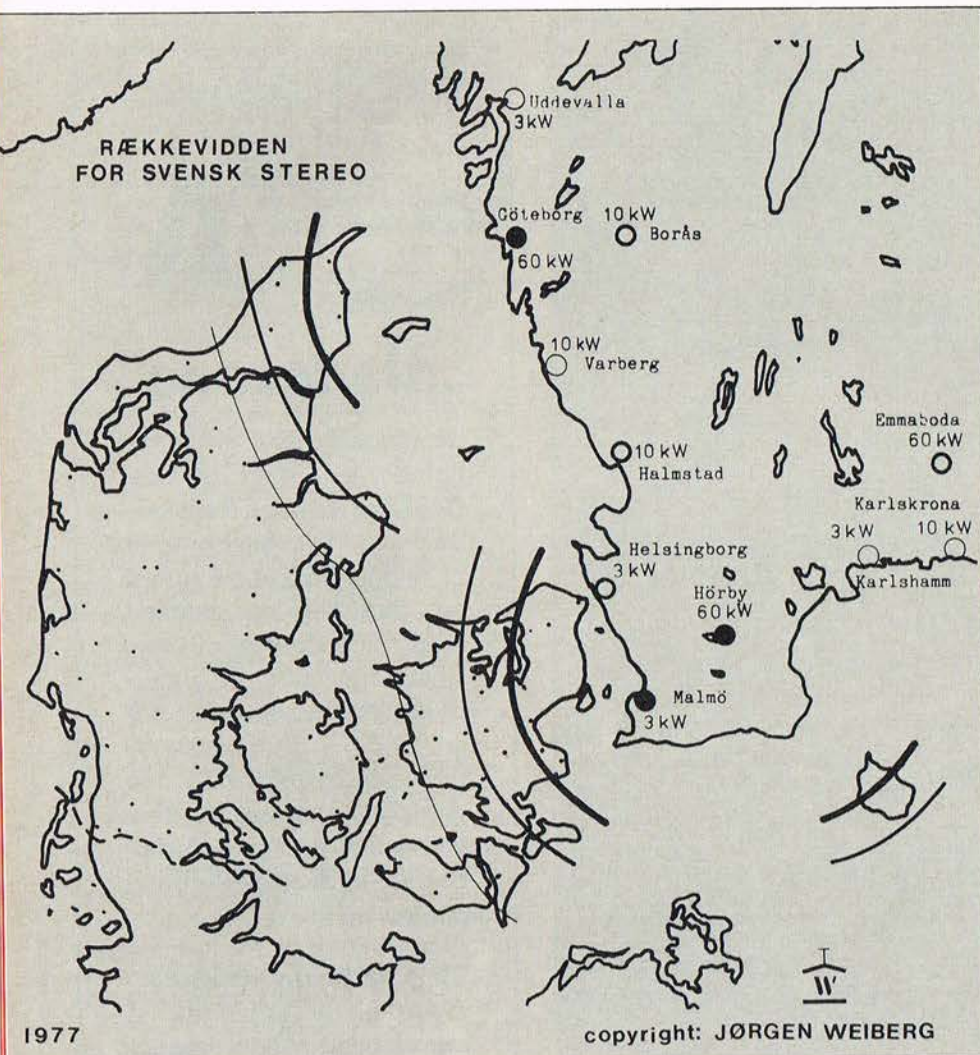 RÆKKEVIDDEN
FOR SVENSK STEREO
Uddevalla
3kW
Göteborg
60 kW
10 kW
Borås
10 kW
Varberg
10 kW
Halmstad
Emmaboda
60 kW
Karlskrona
3 kW
10 kW
Karlshamm
Helsingborg
3 kW
Hörby
60 kW
Malmö
3 kW
W
1977
copyright: JØRGEN WEIBERG